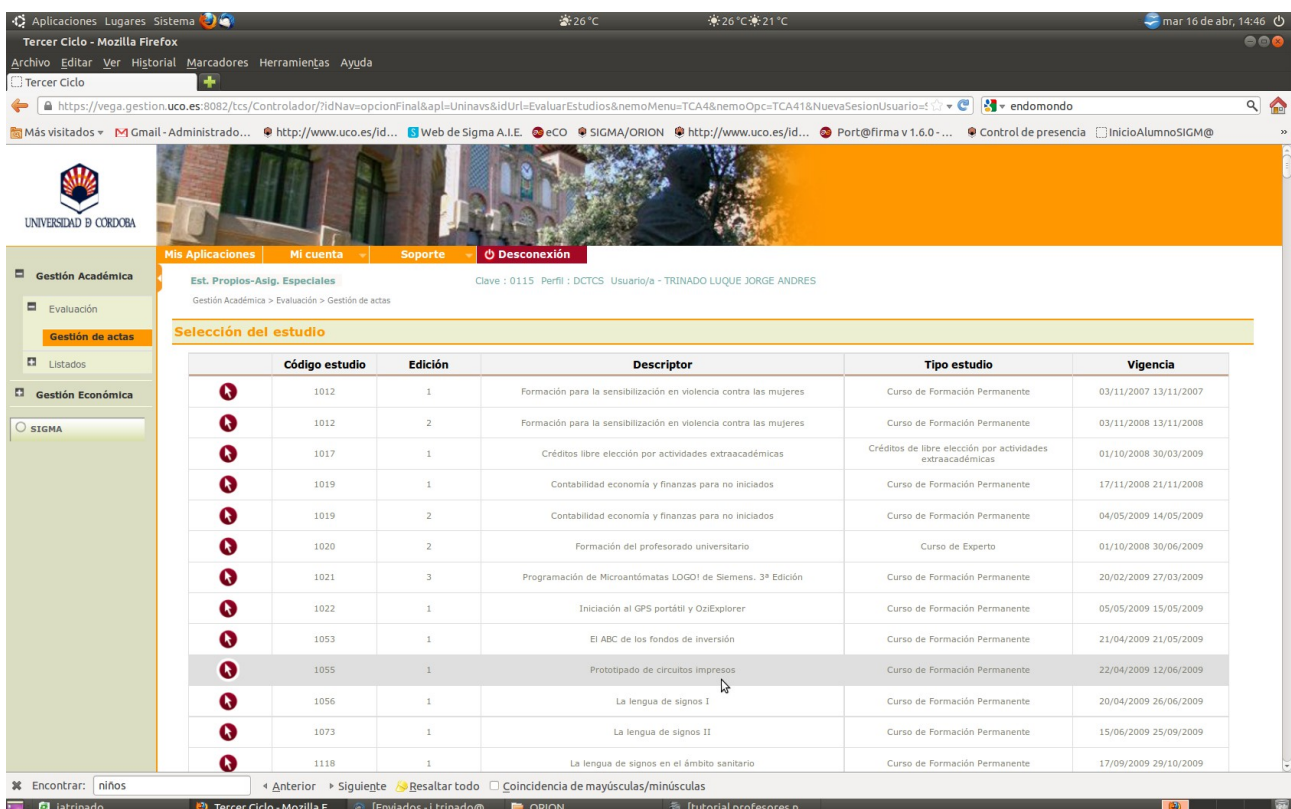 Aplicaciones Lugares Sistema 26 °C 26 °C 21 °C mar 16 de abr, 14:46
Tercer Ciclo - Mozilla Firefox
Archivo Editar Ver Historial Marcadores Herramientas Ayuda
Tercer Ciclo
https://vega.gestion.uco.es:8082/tcs/Controlador/?idNav=opcionFinal&apl=Uninavs&idUrl=EvaluarEstudios&nemoMenu=TCA4&nemoOpc=TCA41&NuevaSesionUsuario= endomondo
Más visitados Gmail - Administrado... http://www.uco.es/id... Web de Sigma A.I.E. eCO SIGMA/ORION http://www.uco.es/id... Port@firma v 1.6.0 - ... Control de presencia InicioAlumnoSIGM@ »
UNIVERSIDAD D CÓRDOBA
Mis Aplicaciones Mi cuenta Soporte Desconexión
Gestión Académica
Evaluación
Gestión de actas
Listados
Gestión Económica
SIGMA
Est. Propios-Asig. Especiales Clave : 0115 Perfil : DCTCS Usuario/a - TRINADO LUQUE JORGE ANDRES
Gestión Académica > Evaluación > Gestión de actas
Selección del estudio
Código estudio Edición Descriptor Tipo estudio Vigencia
1012 1 Formación para la sensibilización en violencia contra las mujeres Curso de Formación Permanente 03/11/2007 13/11/2007
1012 2 Formación para la sensibilización en violencia contra las mujeres Curso de Formación Permanente 03/11/2008 13/11/2008
1017 1 Créditos libre elección por actividades extraacadémicas Créditos de libre elección por actividades extraacadémicas 01/10/2008 30/03/2009
1019 1 Contabilidad economía y finanzas para no iniciados Curso de Formación Permanente 17/11/2008 21/11/2008
1019 2 Contabilidad economía y finanzas para no iniciados Curso de Formación Permanente 04/05/2009 14/05/2009
1020 2 Formación del profesorado universitario Curso de Experto 01/10/2008 30/06/2009
1021 3 Programación de Microantómatas LOGO! de Siemens. 3ª Edición Curso de Formación Permanente 20/02/2009 27/03/2009
1022 1 Iniciación al GPS portátil y OziExplorer Curso de Formación Permanente 05/05/2009 15/05/2009
1053 1 El ABC de los fondos de inversión Curso de Formación Permanente 21/04/2009 21/05/2009
1055 1 Prototipado de circuitos impresos Curso de Formación Permanente 22/04/2009 12/06/2009
1056 1 La lengua de signos I Curso de Formación Permanente 20/04/2009 26/06/2009
1073 1 La lengua de signos II Curso de Formación Permanente 15/06/2009 25/09/2009
1118 1 La lengua de signos en el ámbito sanitario Curso de Formación Permanente 17/09/2009 29/10/2009
Encontrar: niños Anterior Siguiente Resaltar todo Coincidencia de mayúsculas/minúsculas
jatrinado Tercer Ciclo - Mozilla F... [Enviados - j.trinado@... ORION [tutorial profesores p...